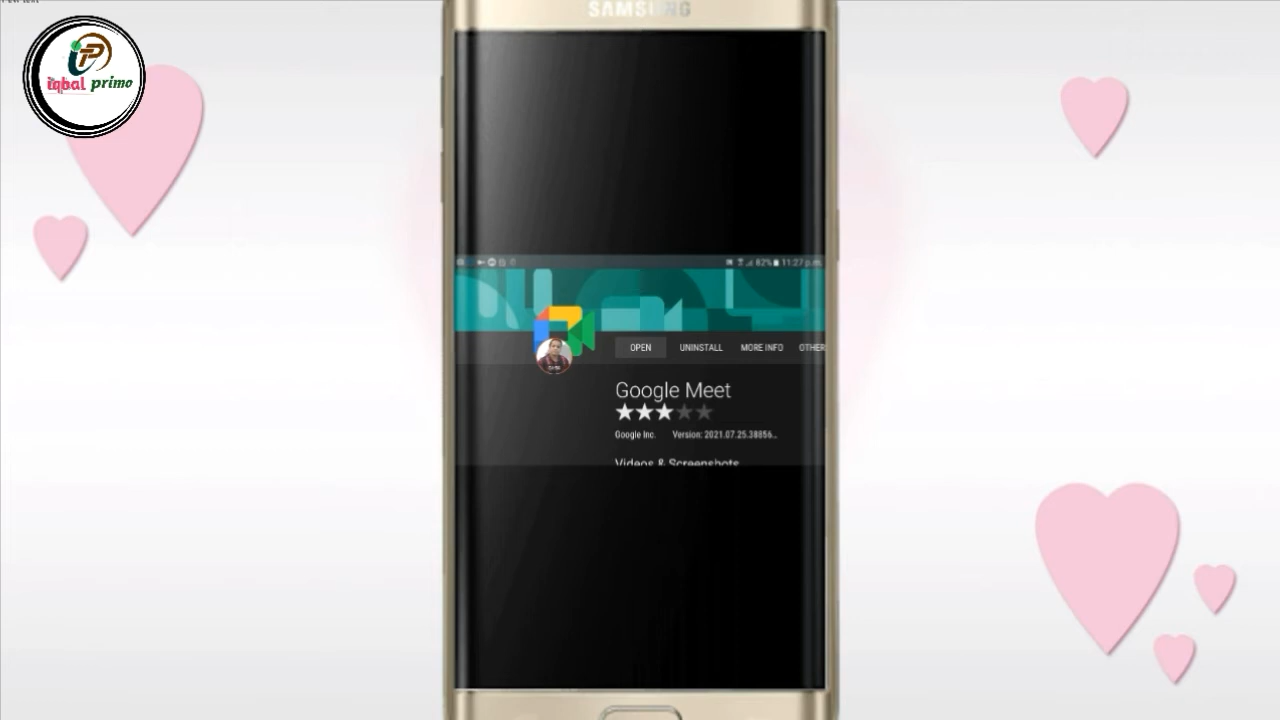 SAMSUNG
iqbal primo
82% 11:27 p.m.
OPEN UNINSTALL MORE INFO OTHER
Google Meet
Google Inc. Version: 2021.07.25.38856...
Videos & Screenshots